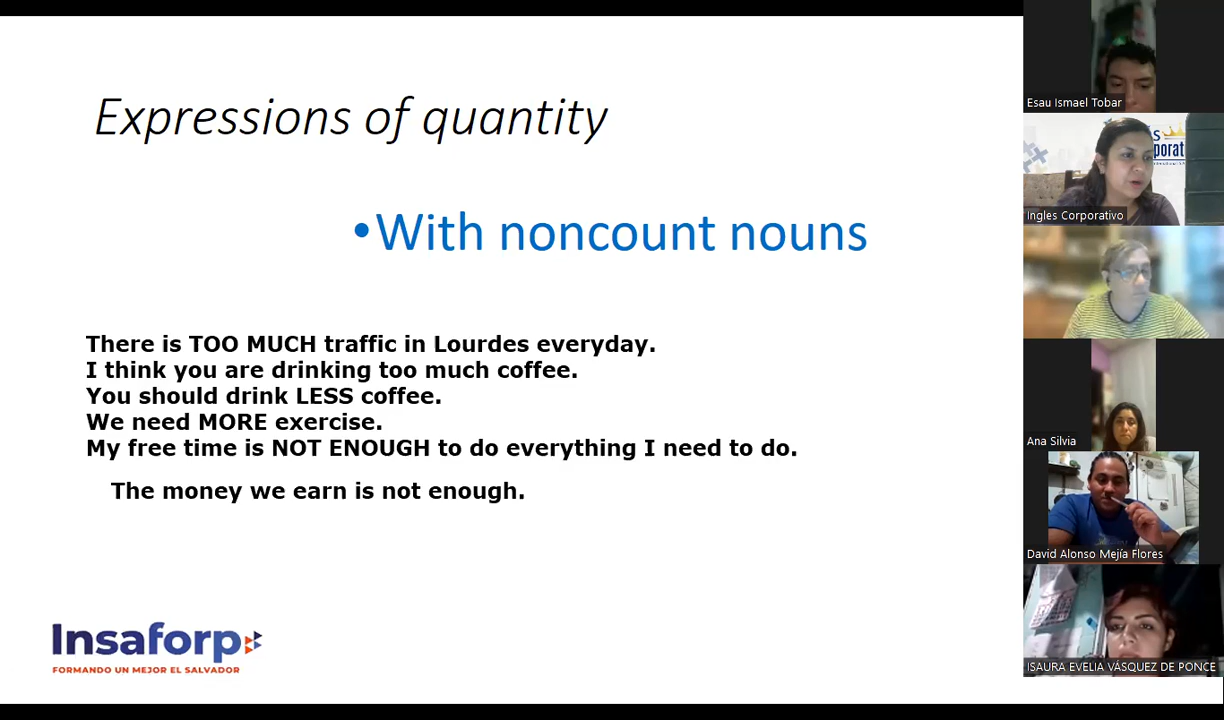 Expressions of quantity
•With noncount nouns
There is TOO MUCH traffic in Lourdes everyday.
I think you are drinking too much coffee.
You should drink LESS coffee.
We need MORE exercise.
My free time is NOT ENOUGH to do everything I need to do.
The money we earn is not enough.
Insaforp
FORMANDO UN MEJOR EL SALVADOR
Esau Ismael Tobar
Ingles Corporativo
Ana Silvia
David Alonso Mejía Flores
ISAURA EVELIA VÁSQUEZ DE PONCE